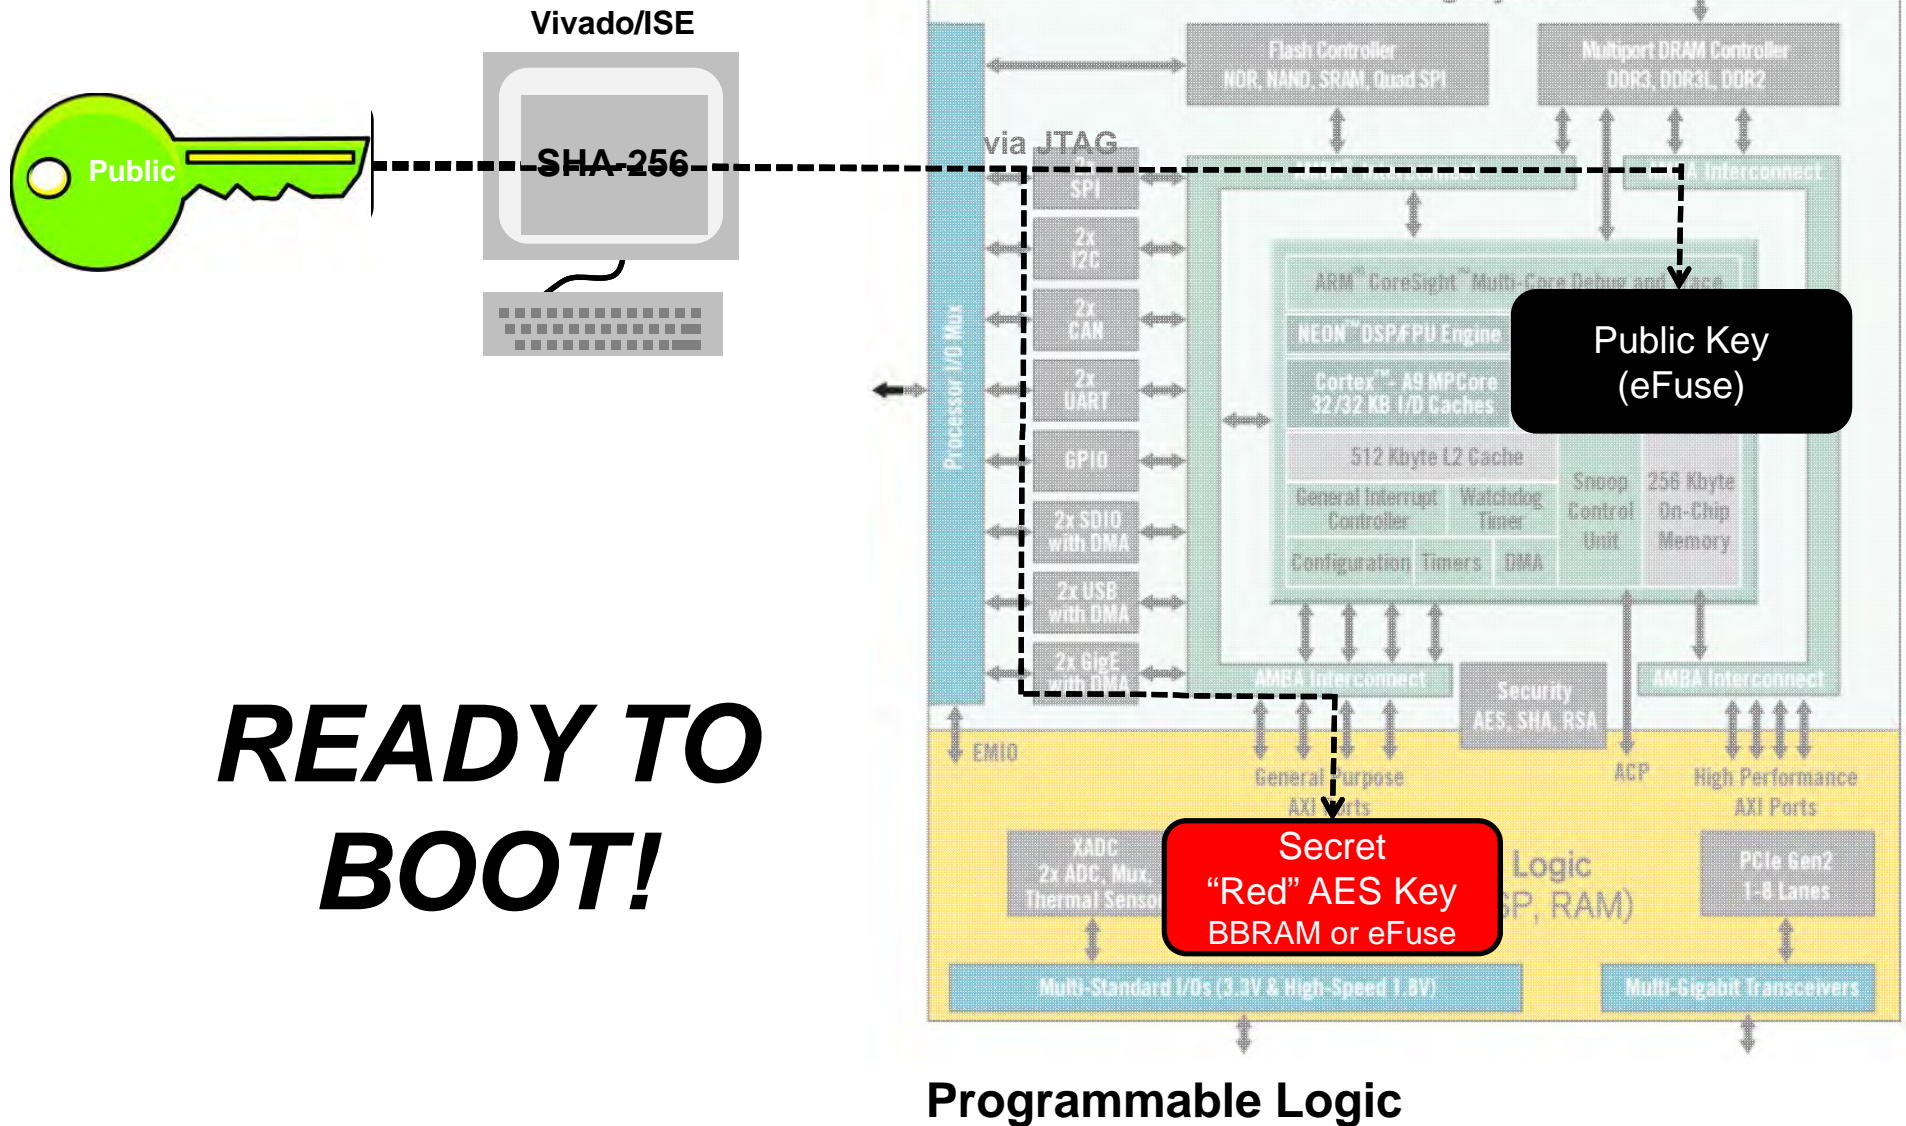 Vivado/ISE
Public
SHA-256
via JTAG
Flash Controller
NOR, NAND, SRAM, Quad SPI
Multiport DRAM Controller
DDR3, DDR3L, DDR2
2x
SPI
AMBA Interconnect
2x
I2C
ARM® CoreSight™ Multi-Core Debug and Trace
2x
CAN
NEON™ DSP/FPU Engine
Public Key
(eFuse)
Processor I/O Mux
2x
UART
Cortex™- A9 MPCore
32/32 KB I/D Caches
GPIO
512 Kbyte L2 Cache
General Interrupt
Controller
Watchdog
Timer
Snoop
Control
Unit
256 Kbyte
On-Chip
Memory
2x SDIO
with DMA
Configuration
Timers
DMA
2x USB
with DMA
2x GigE
with DMA
AMBA Interconnect
Security
AES, SHA, RSA
AMBA Interconnect
READY TO
BOOT!
EMIO
General Purpose
AXI Ports
ACP
High Performance
AXI Ports
XADC
2x ADC, Mux,
Thermal Sensor
Secret
“Red” AES Key
BBRAM or eFuse
Logic
RAM)
PCIe Gen2
1-8 Lanes
Multi-Standard I/Os (3.3V & High-Speed 1.8V)
Multi-Gigabit Transceivers
Programmable Logic